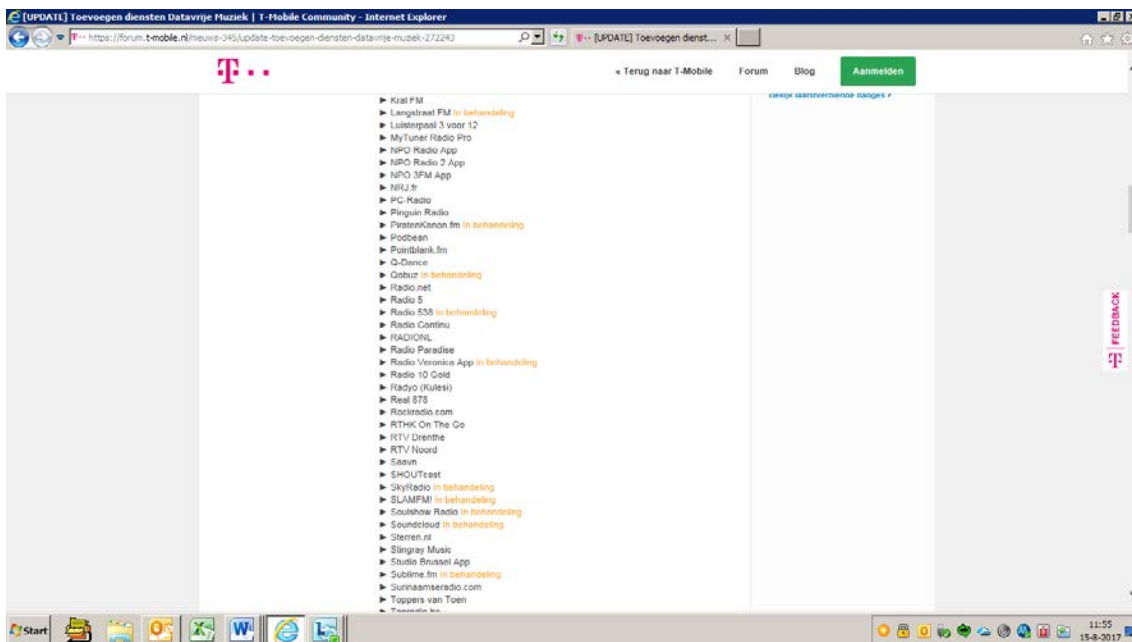 [UPDATE] Toevoegen diensten Datavrije Muziek | T-Mobile Community - Internet Explorer
https://forum.t-mobile.nl/nieuws-345/update-toevoegen-diensten-datavrije-muziek-272243
[UPDATE] Toevoegen dienst...
« Terug naar T-Mobile Forum Blog Aanmelden
Bekijk laatstverdiende badges >
► Kral FM
► Langstraat FM In behandeling
► Luisterpaal 3 voor 12
► MyTuner Radio Pro
► NPO Radio App
► NPO Radio 2 App
► NPO 3FM App
► NRJ.fr
► PC-Radio
► Pinguin Radio
► PiratenKanon.fm In behandeling
► Podbean
► Pointblank.fm
► Q-Dance
► Qobuz In behandeling
► Radio.net
► Radio 5
► Radio 538 In behandeling
► Radio Continu
► RADIONL
► Radio Paradise
► Radio Veronica App In behandeling
► Radio 10 Gold
► Radyo (Kulesi)
► Real 878
► Rockradio.com
► RTHK On The Go
► RTV Drenthe
► RTV Noord
► Saavn
► SHOUTcast
► SkyRadio In behandeling
► SLAMFM! In behandeling
► Soulshow Radio In behandeling
► Soundcloud In behandeling
► Sterren.nl
► Stingray Music
► Studio Brussel App
► Sublime.fm In behandeling
► Surinaamseradio.com
► Toppers van Toen
► Topradio.be
FEEDBACK
Start
11:55
15-8-2017